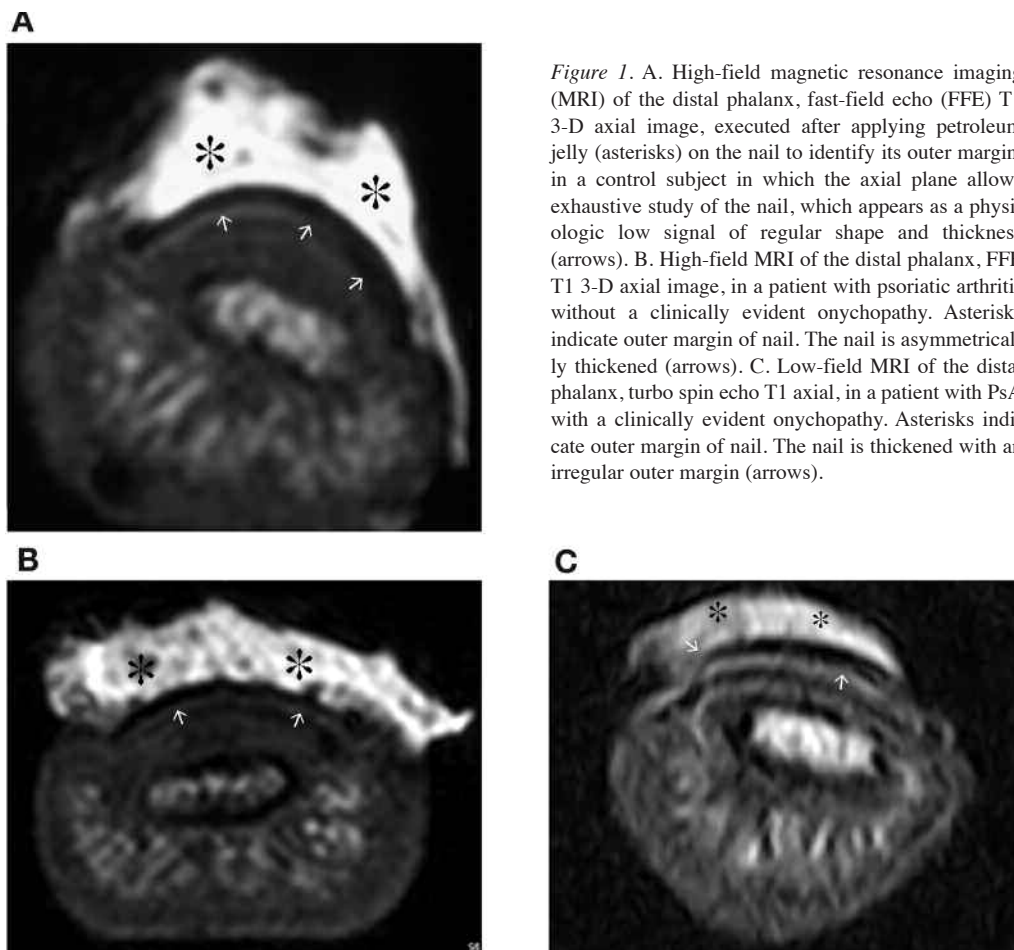 A
Figure 1. A. High-field magnetic resonance imaging
(MRI) of the distal phalanx, fast-field echo (FFE) T
3-D axial image, executed after applying petroleum
jelly (asterisks) on the nail to identify its outer margin
in a control subject in which the axial plane allow
exhaustive study of the nail, which appears as a physi
ologic low signal of regular shape and thicknes
(arrows). B. High-field MRI of the distal phalanx, FFE
T1 3-D axial image, in a patient with psoriatic arthriti
without a clinically evident onychopathy. Asterisk
indicate outer margin of nail. The nail is asymmetrical
ly thickened (arrows). C. Low-field MRI of the dista
phalanx, turbo spin echo T1 axial, in a patient with PsA
with a clinically evident onychopathy. Asterisks indi
cate outer margin of nail. The nail is thickened with an
irregular outer margin (arrows).
B
C